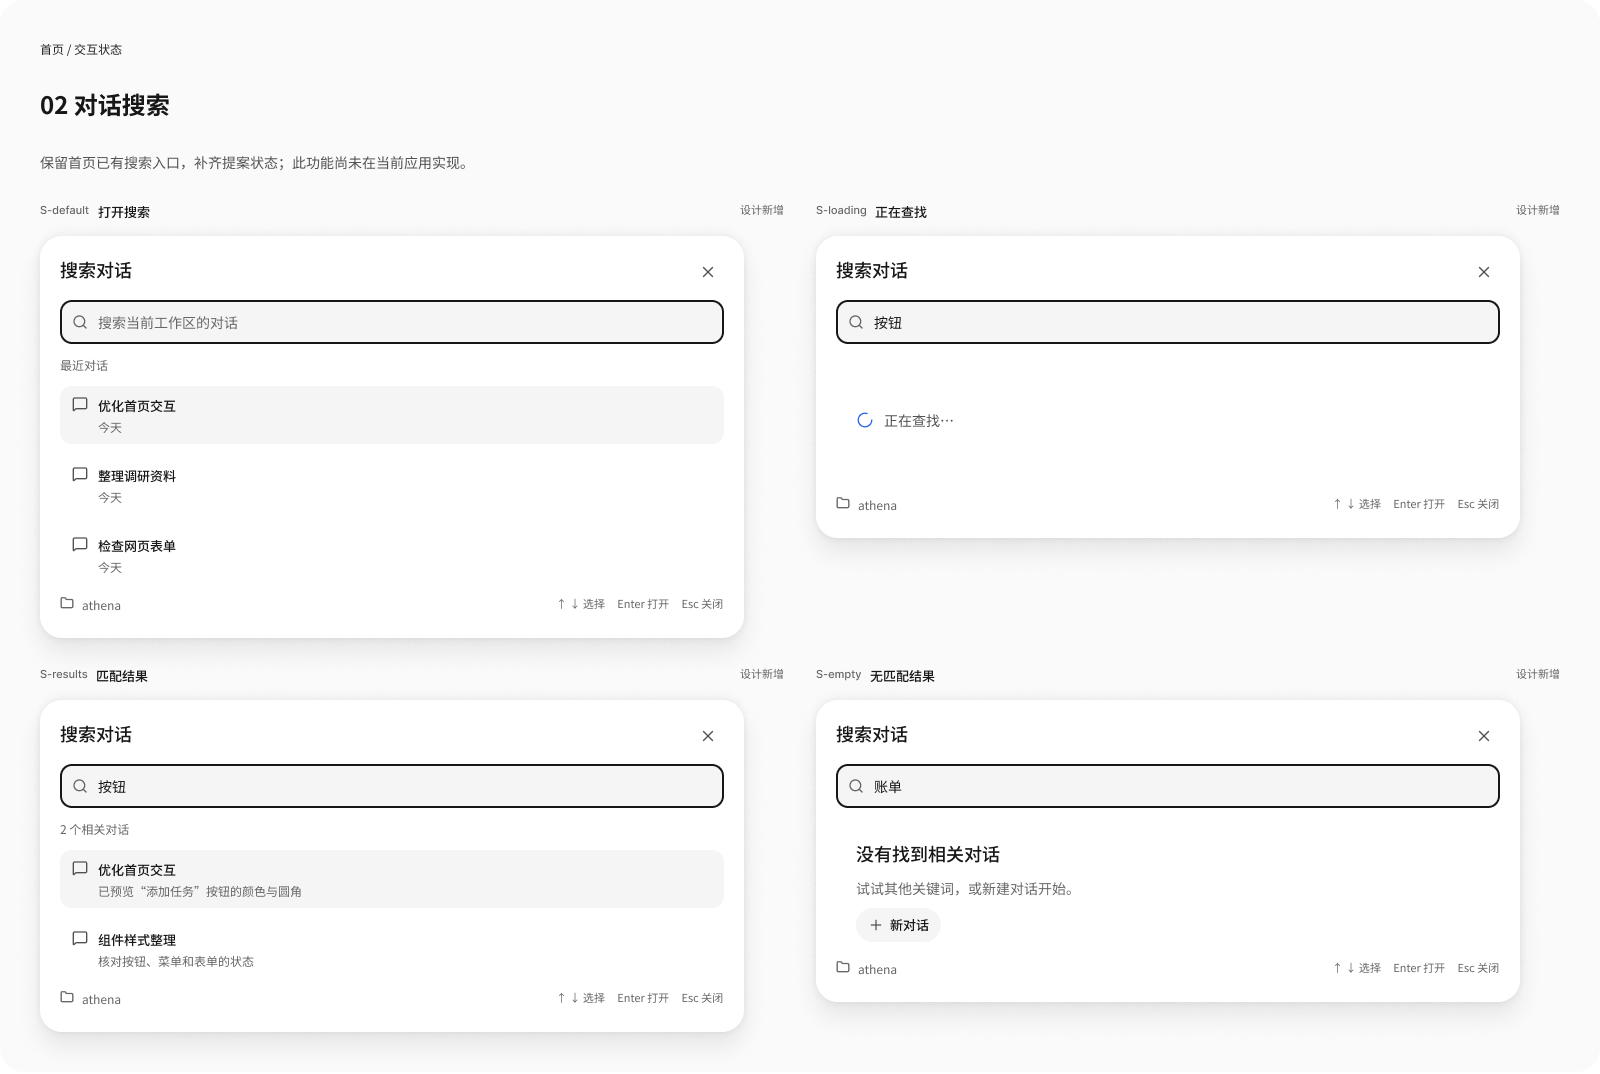 首页 / 交互状态
02 对话搜索
保留首页已有搜索入口，补齐提案状态；此功能尚未在当前应用实现。
S-default 打开搜索 设计新增
搜索对话
搜索当前工作区的对话
最近对话
优化首页交互
今天
整理调研资料
今天
检查网页表单
今天
athena ↑ ↓ 选择 Enter 打开 Esc 关闭
S-loading 正在查找 设计新增
搜索对话
按钮
正在查找…
athena ↑ ↓ 选择 Enter 打开 Esc 关闭
S-results 匹配结果 设计新增
搜索对话
按钮
2 个相关对话
优化首页交互
已预览“添加任务”按钮的颜色与圆角
组件样式整理
核对按钮、菜单和表单的状态
athena ↑ ↓ 选择 Enter 打开 Esc 关闭
S-empty 无匹配结果 设计新增
搜索对话
账单
没有找到相关对话
试试其他关键词，或新建对话开始。
新对话
athena ↑ ↓ 选择 Enter 打开 Esc 关闭